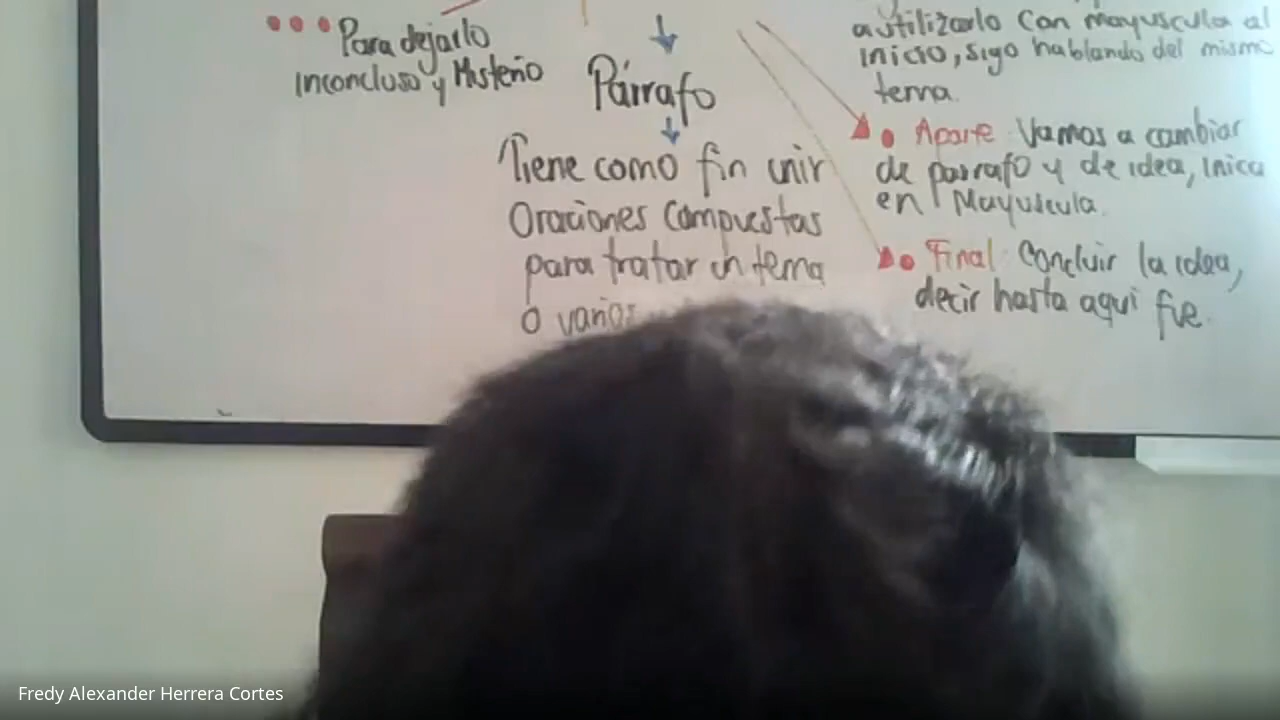 Para dejarlo
inconcluso y Misterio
Párrafo
Tiene como fin unir
Oraciones Compuestas
para tratar un tema
o varios
autilizarlo con mayuscula al
inicio, sigo hablando del mismo
tema.
Aparte Vamos a cambiar
de parrafo y de idea, inica
en Mayuscula.
Final Concluir la idea,
decir hasta aqui fue.
Fredy Alexander Herrera Cortes